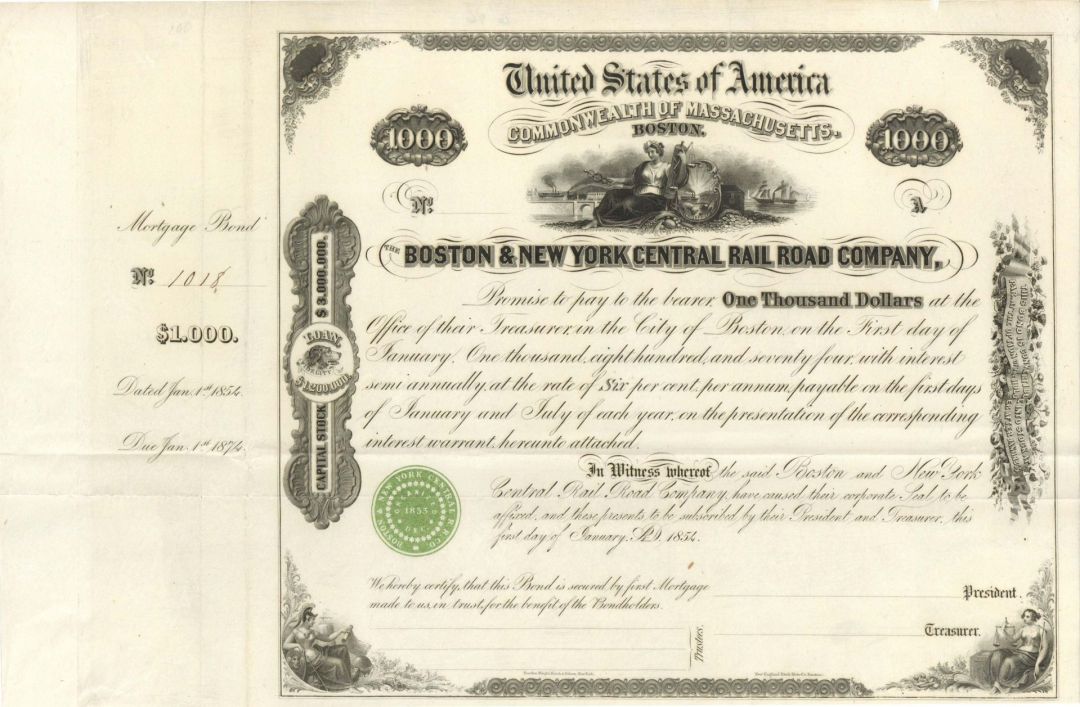 Mortgage Bond
No. 1018
$1.000.
Dated Jan. 1st 1854.
Due Jan. 1st 1874.
United States of America
COMMONWEALTH OF MASSACHUSETTS.
BOSTON.
1000
1000
No.
A
THE BOSTON & NEW YORK CENTRAL RAIL ROAD COMPANY,
Promise to pay to the bearer, One Thousand Dollars at the
Office of their Treasurer, in the City of Boston, on the First day of
January, One thousand, eight hundred, and seventy four, with interest
semi annually, at the rate of Six per cent, per annum, payable on the first days
of January and July of each year, on the presentation of the corresponding
interest warrant, hereunto attached.
CAPITAL STOCK $3,000,000.
LOAN
$1,200,000.
In Witness whereof the said Boston and New York
Central Rail Road Company, have caused their corporate Seal to be
affixed, and these presents to be subscribed by their President and Treasurer, this
first day of January, A.D. 1854.
BOSTON & NEW YORK CENTRAL R.R. CO.
1853
DEC.
We hereby certify, that this Bond is secured by first Mortgage
made to us, in trust, for the benefit of the Bondholders.
Trustees.
President.
Treasurer.